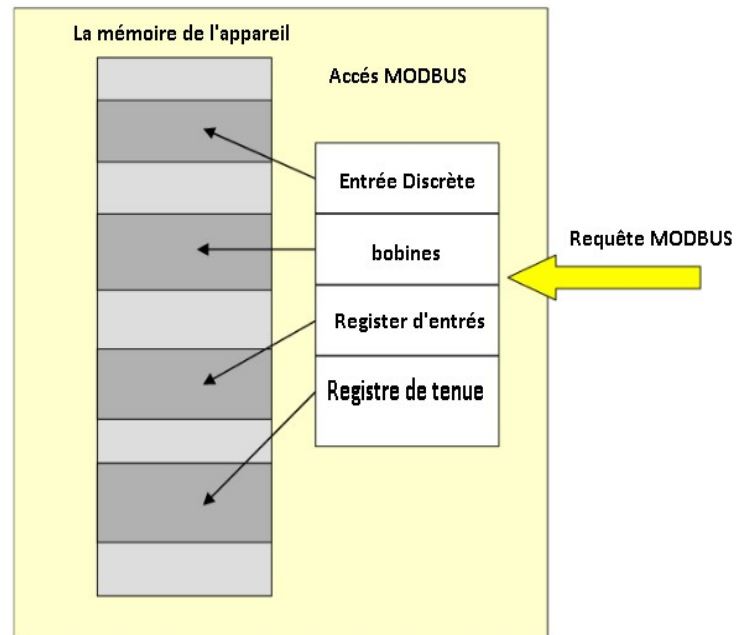 La mémoire de l'appareil
Accés MODBUS
Entrée Discrète
bobines
Requête MODBUS
Register d'entrés
Registre de tenue